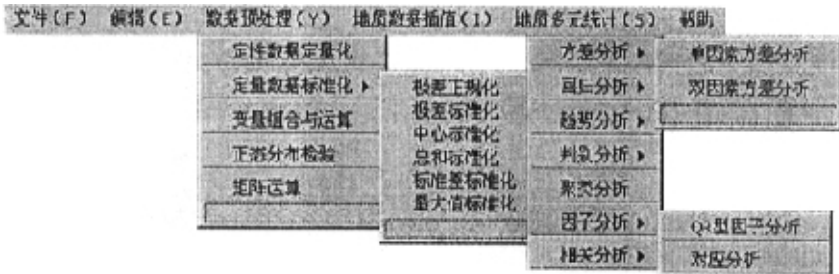 文件(F) 编辑(E) 数据预处理(Y) 地质数据插值(I) 地质多元统计(S) 帮助
定性数据定量化
定量数据标准化
变量组合与运算
正态分布检验
矩阵运算
极差正规化
极差标准化
中心标准化
总和标准化
标准差标准化
最大值标准化
方差分析
回归分析
趋势分析
判别分析
聚类分析
因子分析
相关分析
单因素方差分析
双因素方差分析
QR型因子分析
对应分析